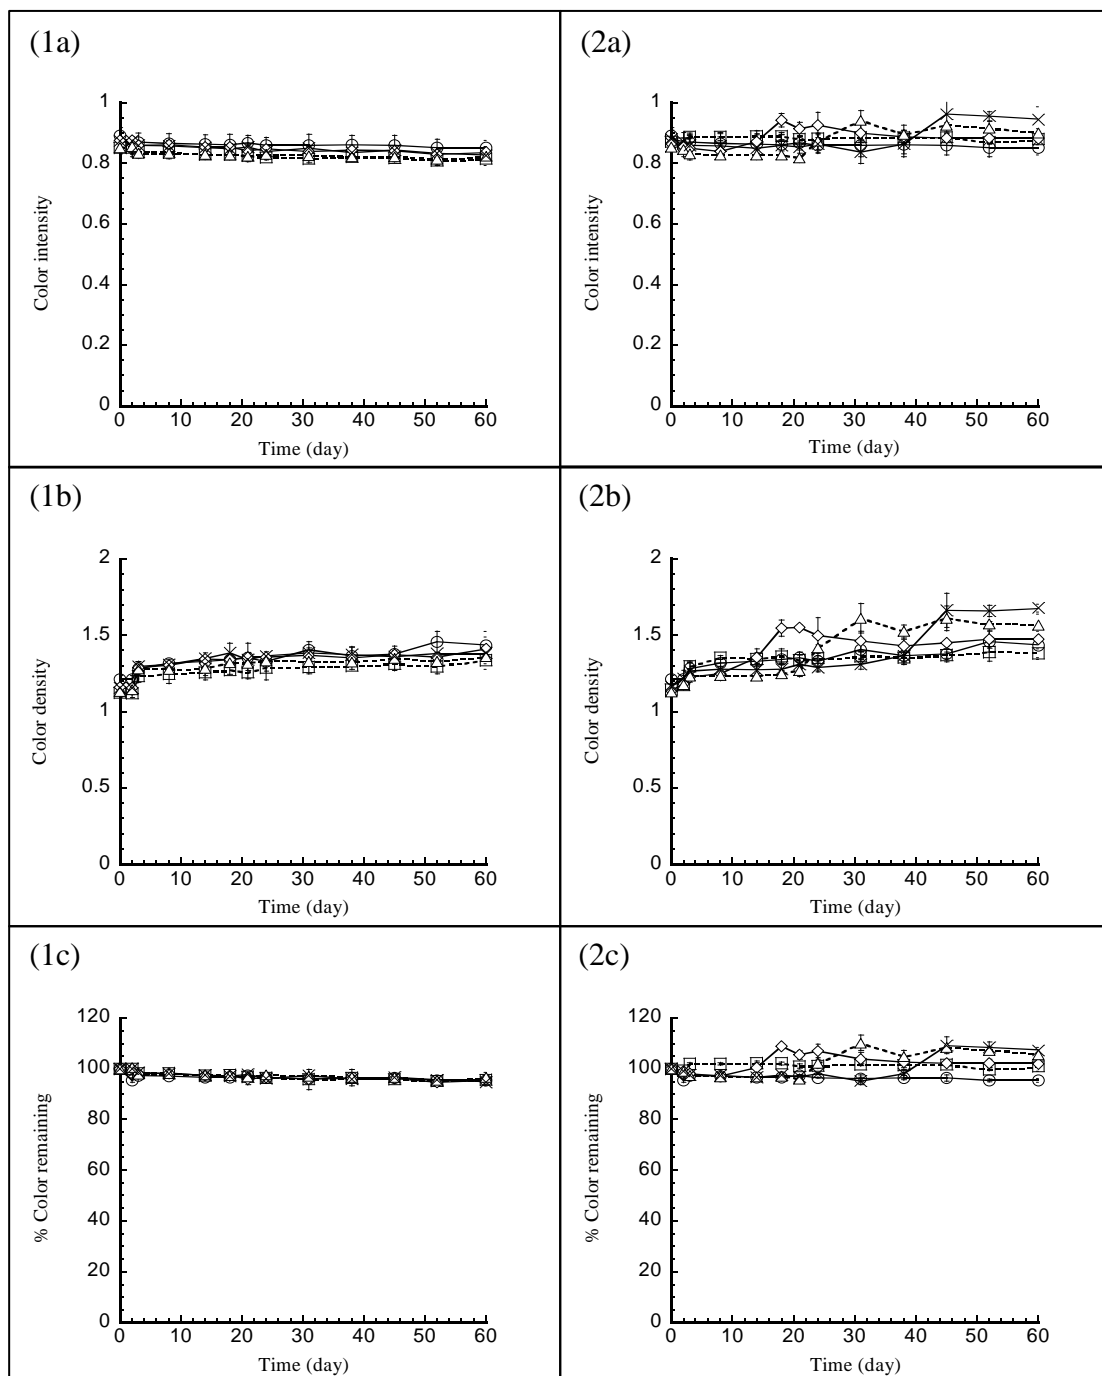 (1a)
1
0.8
0.6
0.4
0.2
0
0 10 20 30 40 50 60
Color intensity
Time (day)
(2a)
1
0.8
0.6
0.4
0.2
0
0 10 20 30 40 50 60
Color intensity
Time (day)
(1b)
2
1.5
1
0.5
0
0 10 20 30 40 50 60
Color density
Time (day)
(2b)
2
1.5
1
0.5
0
0 10 20 30 40 50 60
Color density
Time (day)
(1c)
120
100
80
60
40
20
0
0 10 20 30 40 50 60
% Color remaining
Time (day)
(2c)
120
100
80
60
40
20
0
0 10 20 30 40 50 60
% Color remaining
Time (day)